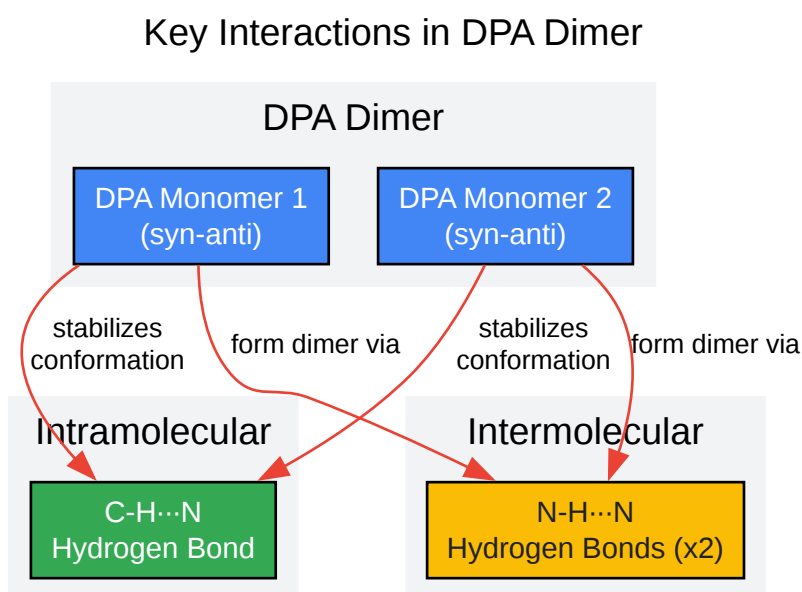 Key Interactions in DPA Dimer
DPA Dimer
DPA Monomer 1
(syn-anti)
DPA Monomer 2
(syn-anti)
stabilizes
conformation
form dimer via
stabilizes
conformation
form dimer via
Intramolecular
Intermolecular
C-H···N
Hydrogen Bond
N-H···N
Hydrogen Bonds (x2)